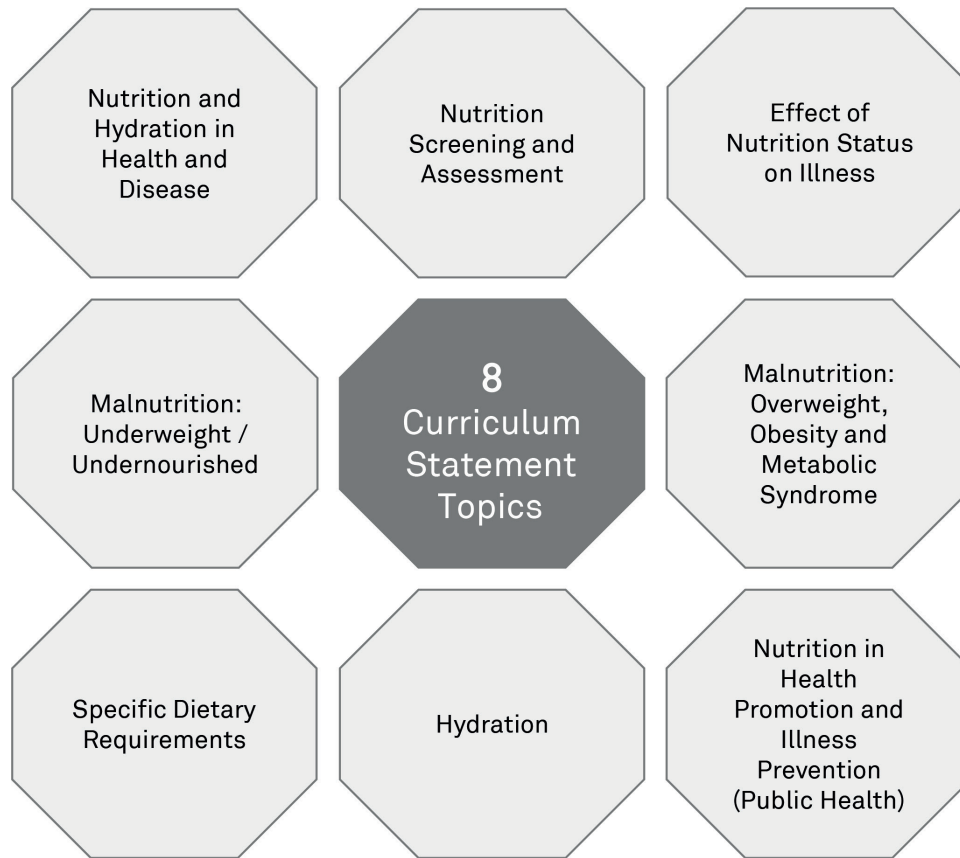 Nutrition and
Hydration in
Health and
Disease
Nutrition
Screening and
Assessment
Effect of
Nutrition Status
on Illness
Malnutrition:
Underweight /
Undernourished
8
Curriculum
Statement
Topics
Malnutrition:
Overweight,
Obesity and
Metabolic
Syndrome
Specific Dietary
Requirements
Hydration
Nutrition in
Health
Promotion and
Illness
Prevention
(Public Health)